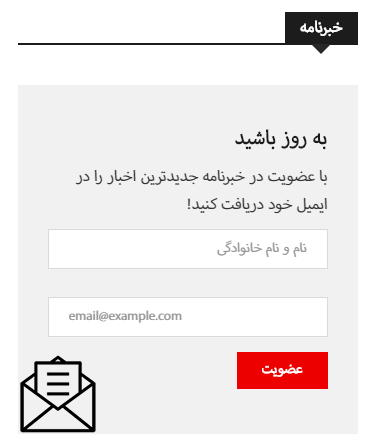 خبرنامه
به روز باشید
با عضویت در خبرنامه جدیدترین اخبار را در
ایمیل خود دریافت کنید!
نام و نام خانوادگی
email@example.com
عضویت